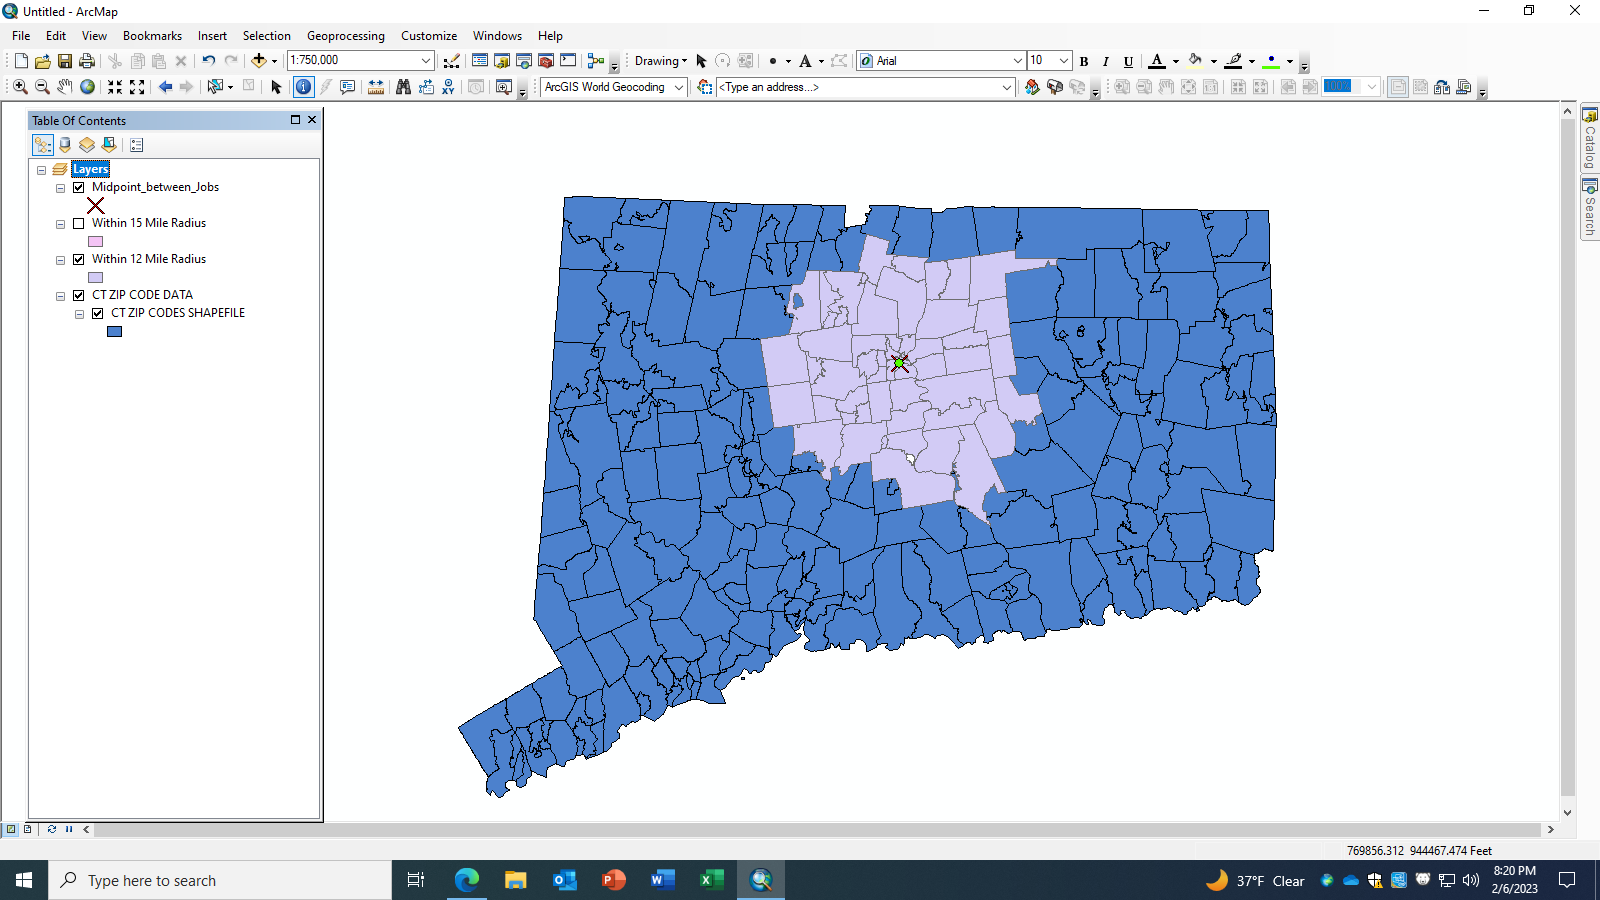 Untitled - ArcMap
File Edit View Bookmarks Insert Selection Geoprocessing Customize Windows Help
1:750,000 Drawing A Arial 10 B I U A
ArcGIS World Geocoding <Type an address...> 100%
Table Of Contents
Layers
Midpoint_between_Jobs
Within 15 Mile Radius
Within 12 Mile Radius
CT ZIP CODE DATA
CT ZIP CODES SHAPEFILE
Catalog
Search
769856.312 944467.474 Feet
Type here to search
37°F Clear
8:20 PM
2/6/2023